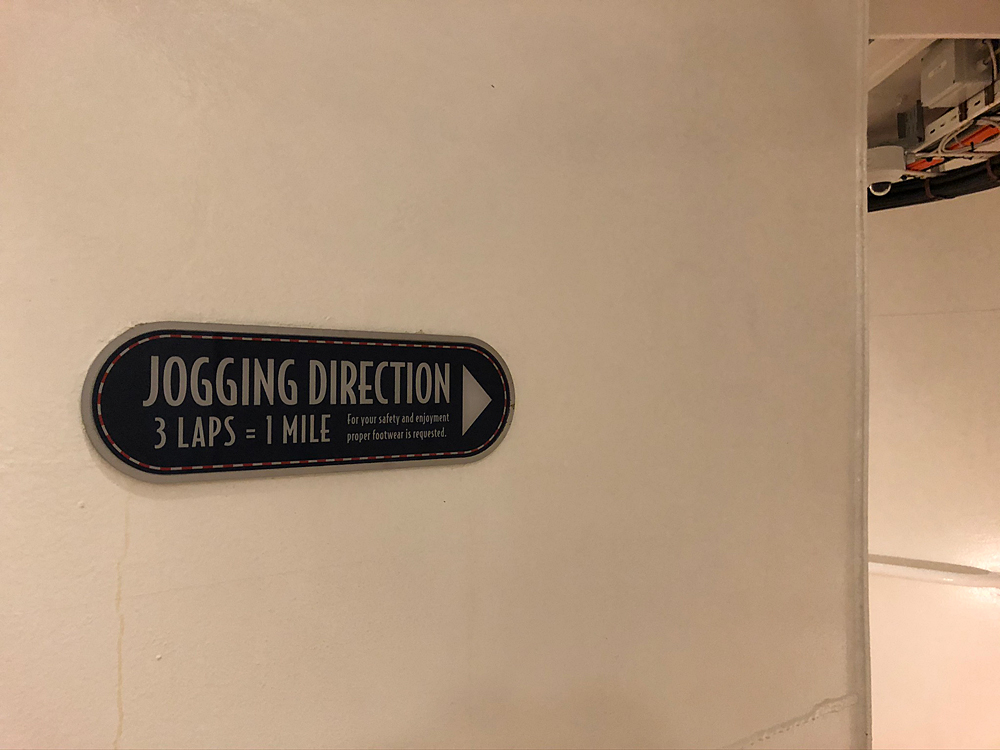 JOGGING DIRECTION
3 LAPS = 1 MILE
For your safety and enjoyment
proper footwear is requested.